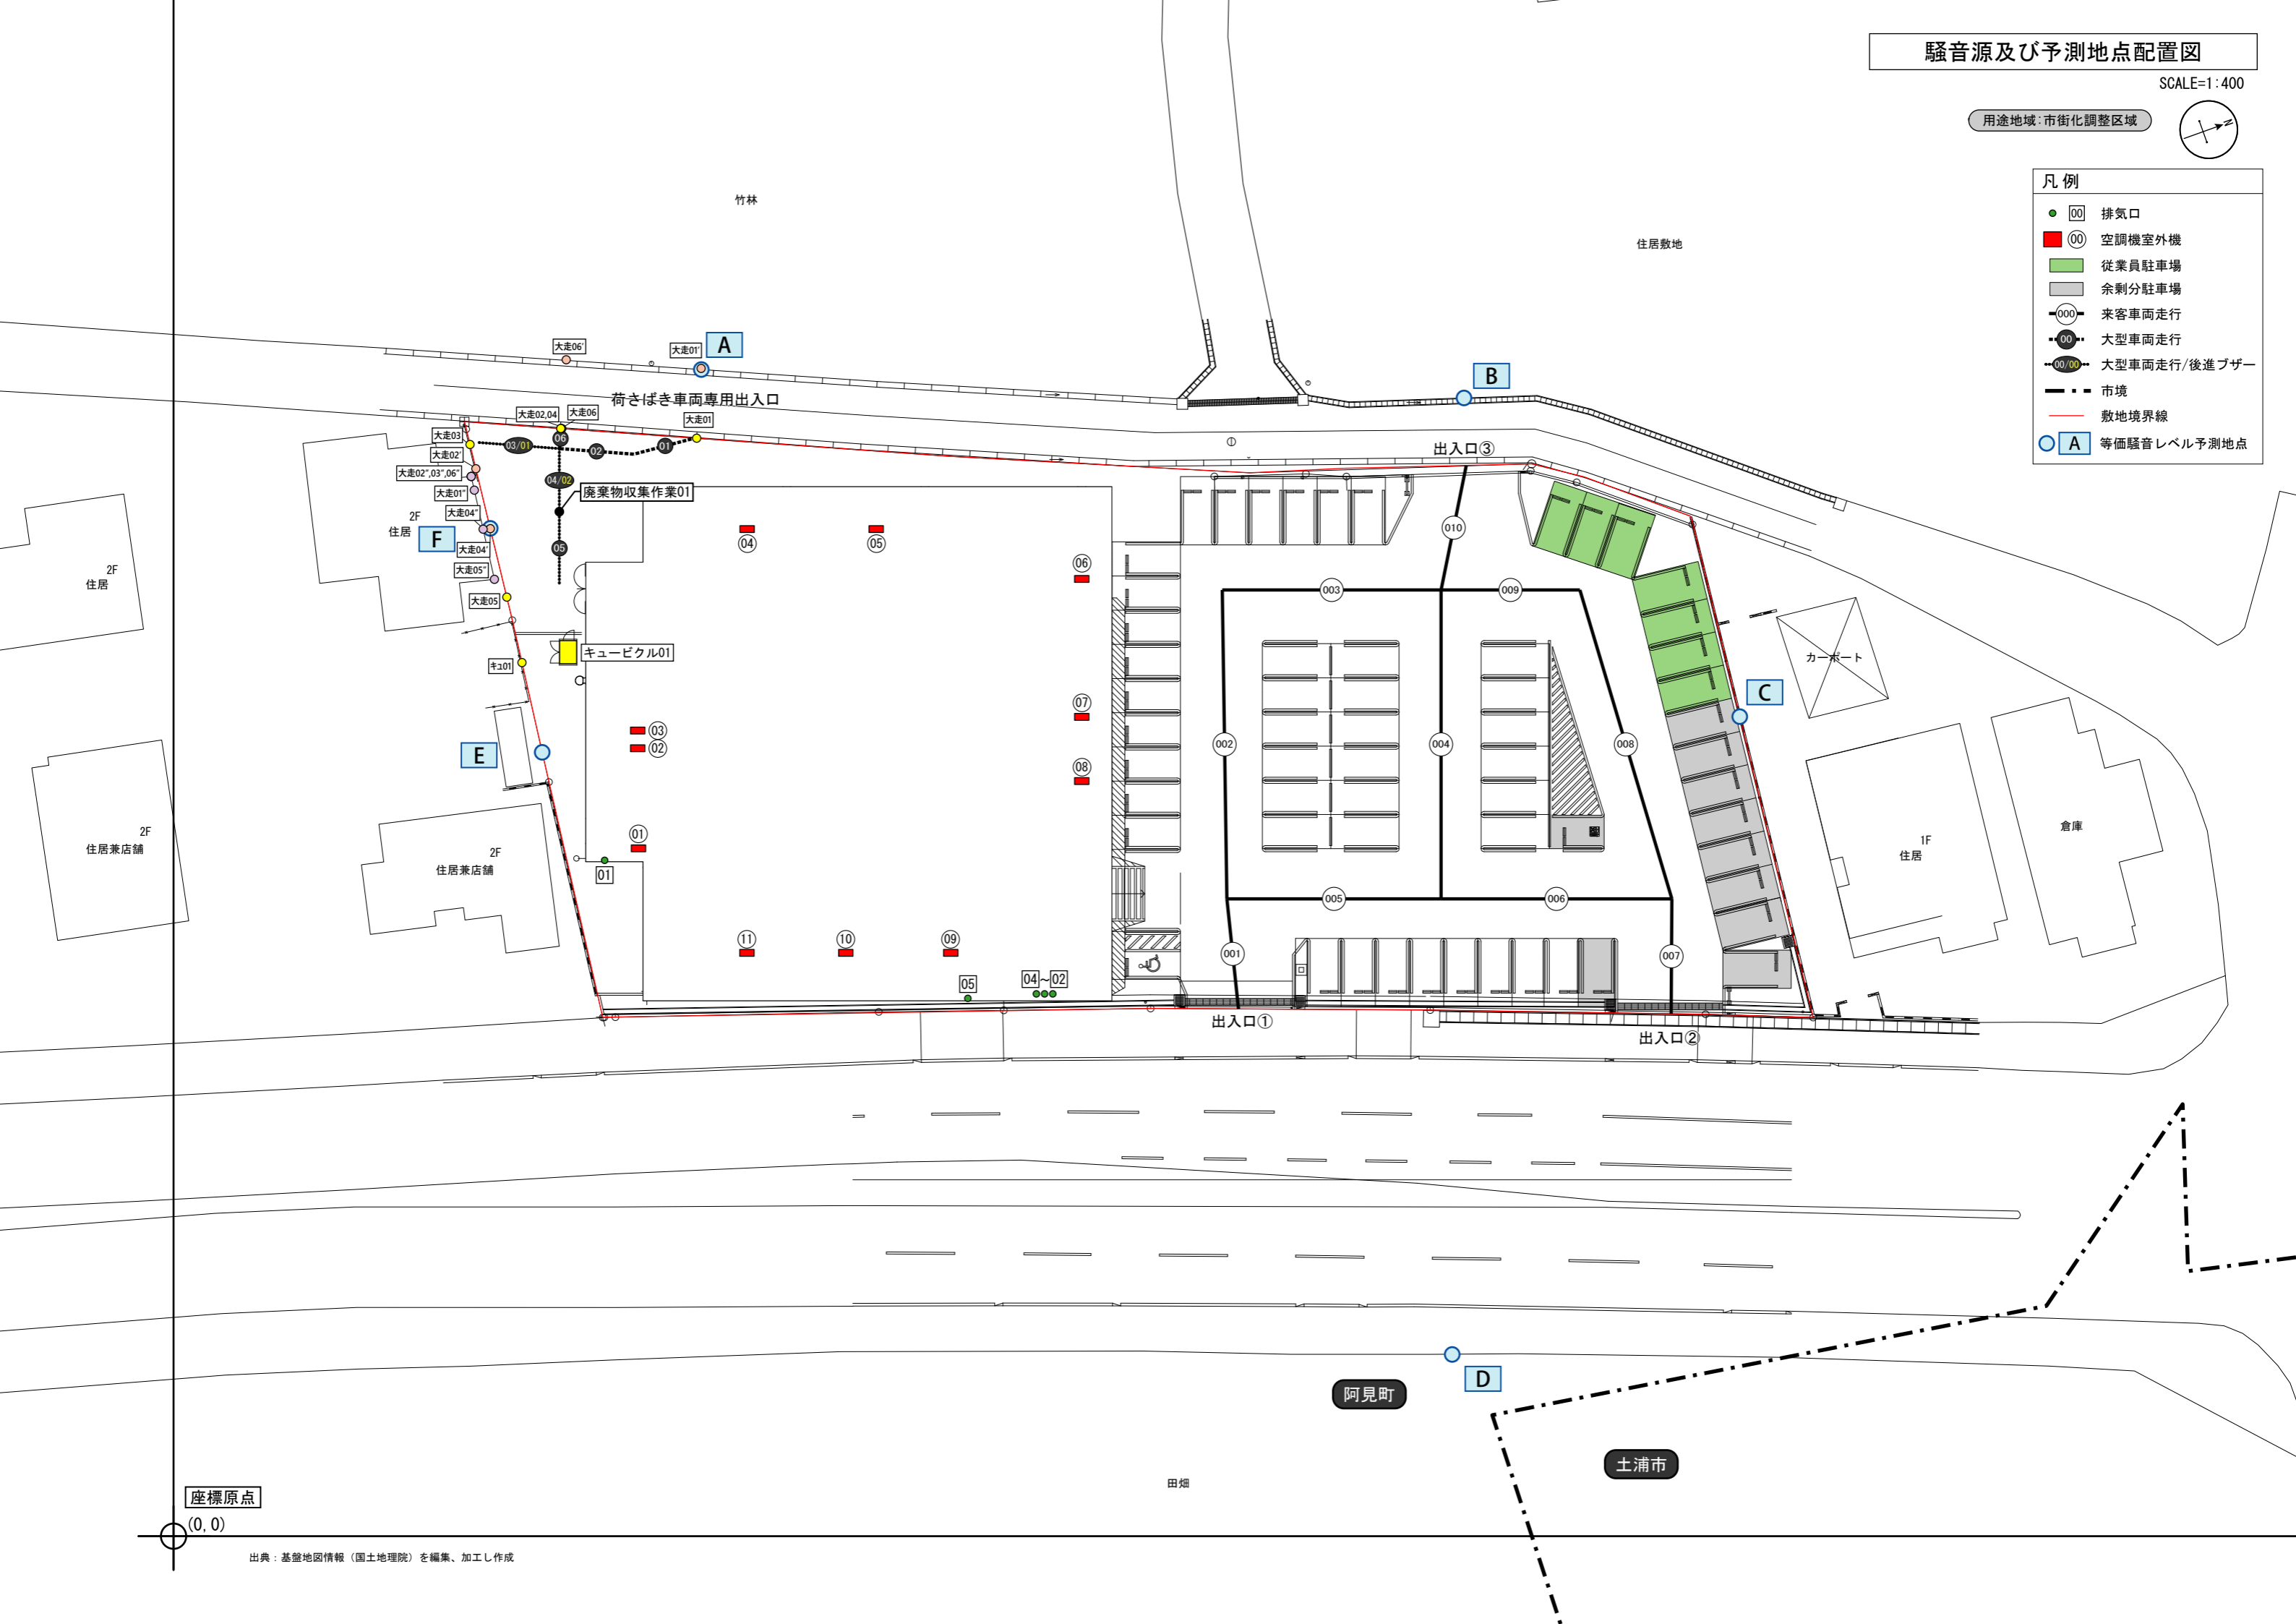 騒音源及び予測地点配置図
SCALE=1:400
用途地域:市街化調整区域
N
凡 例
00 排気口
00 空調機室外機
従業員駐車場
余剰分駐車場
000 来客車両走行
00 大型車両走行
00/00 大型車両走行/後進ブザー
市境
敷地境界線
A 等価騒音レベル予測地点
竹林
住居敷地
大走06'
大走01'
A
B
荷さばき車両専用出入口
大走02,04
大走06
大走01
大走03
03/01
06
02
01
出入口③
大走02'
大走02",03",06"
04/02
廃棄物収集作業01
大走01"
大走04"
2F
住居
F
大走04'
05
大走05"
大走05
04
05
06
010
2F
住居
003
009
キュービクル01
キュ01
カーポート
C
03
02
07
08
002
004
008
E
01
01
2F
住居兼店舗
2F
住居兼店舗
1F
住居
倉庫
005
006
11
10
09
001
007
05
04~02
出入口①
出入口②
D
阿見町
土浦市
田畑
座標原点
(0,0)
出典:基盤地図情報(国土地理院)を編集、加工し作成